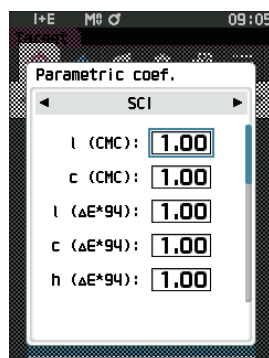 I+E M⁰ ♂ 09:05
Target
Parametric coef.
◄ SCI ►
l (CMC): 1.00
c (CMC): 1.00
l (ΔE*94): 1.00
c (ΔE*94): 1.00
h (ΔE*94): 1.00